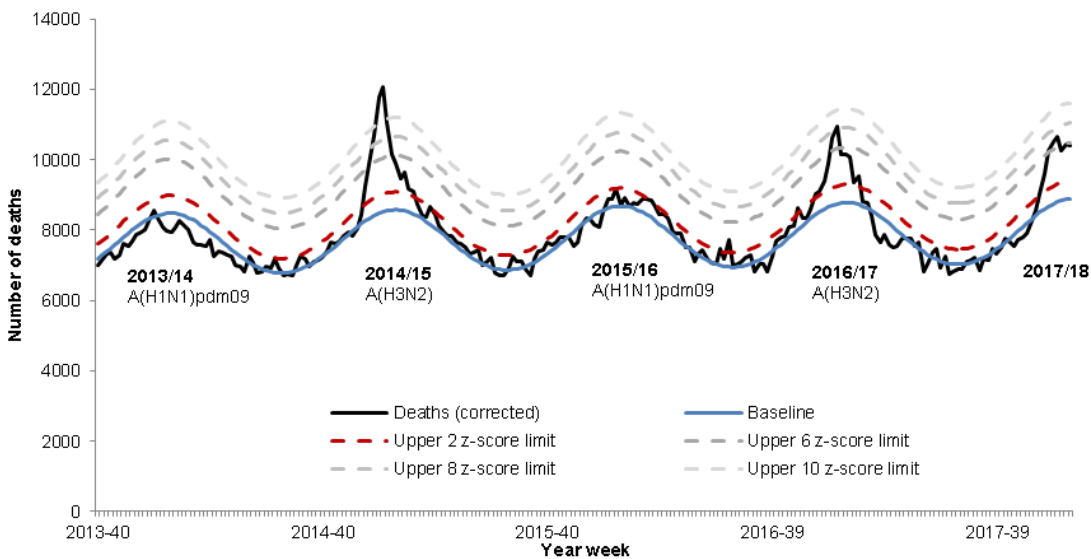 14000
12000
10000
8000
6000
4000
2000
0
Number of deaths
2013/14
A(H1N1)pdm09
2014/15
A(H3N2)
2015/16
A(H1N1)pdm09
2016/17
A(H3N2)
2017/18
Deaths (corrected)
Baseline
Upper 2 z-score limit
Upper 6 z-score limit
Upper 8 z-score limit
Upper 10 z-score limit
2013-40
2014-40
2015-40
2016-39
2017-39
Year week